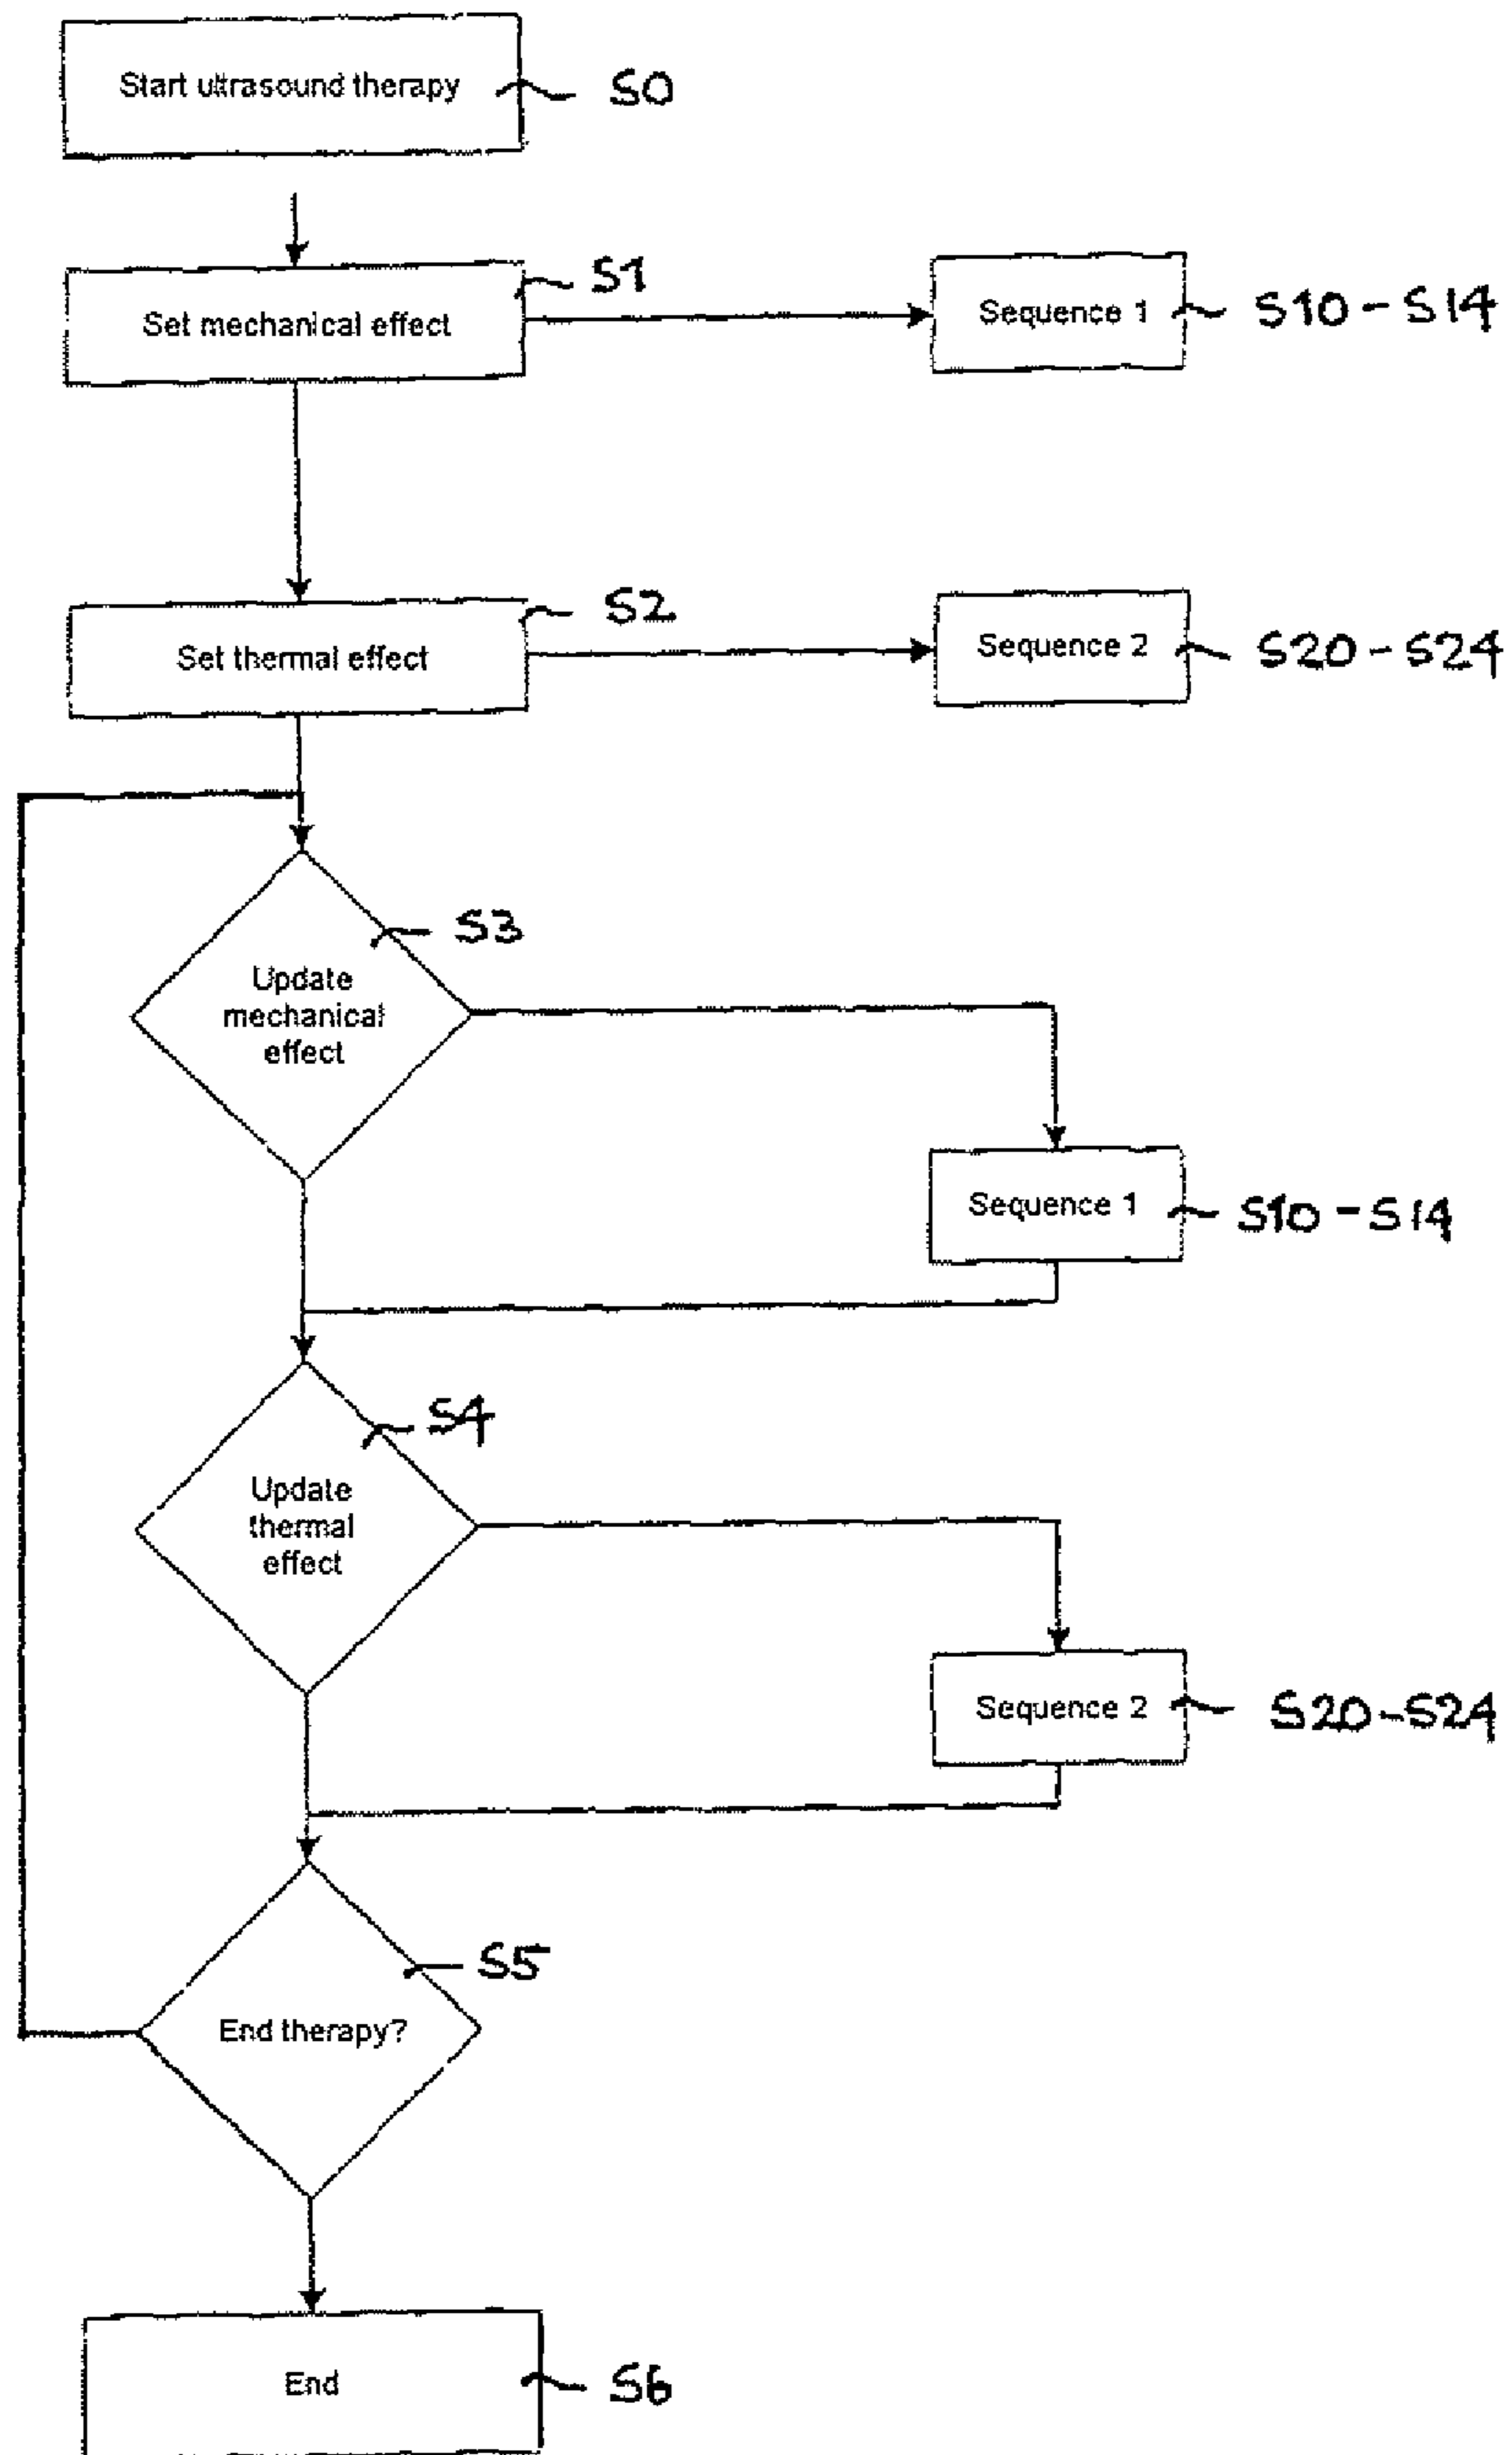 Start ultrasound therapy
S0
Set mechanical effect
S1
Sequence 1
S10-S14
Set thermal effect
S2
Sequence 2
S20-S24
Update
mechanical
effect
S3
Sequence 1
S10-S14
Update
thermal
effect
S4
Sequence 2
S20-S24
End therapy?
S5
End
S6